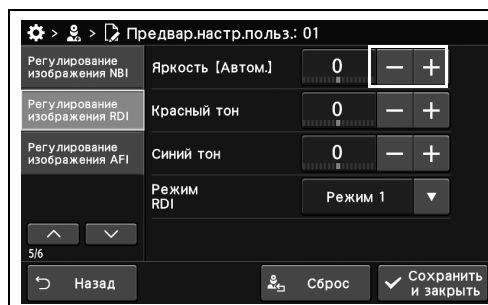 > > Предвар.настр.польз.: 01
Регулирование
изображения NBI
Яркость [Автом.]
0
− +
Регулирование
изображения RDI
Красный тон
0
− +
Регулирование
изображения AFI
Синий тон
0
− +
Режим
RDI
Режим 1
5/6
Назад
Сброс
Сохранить
и закрыть